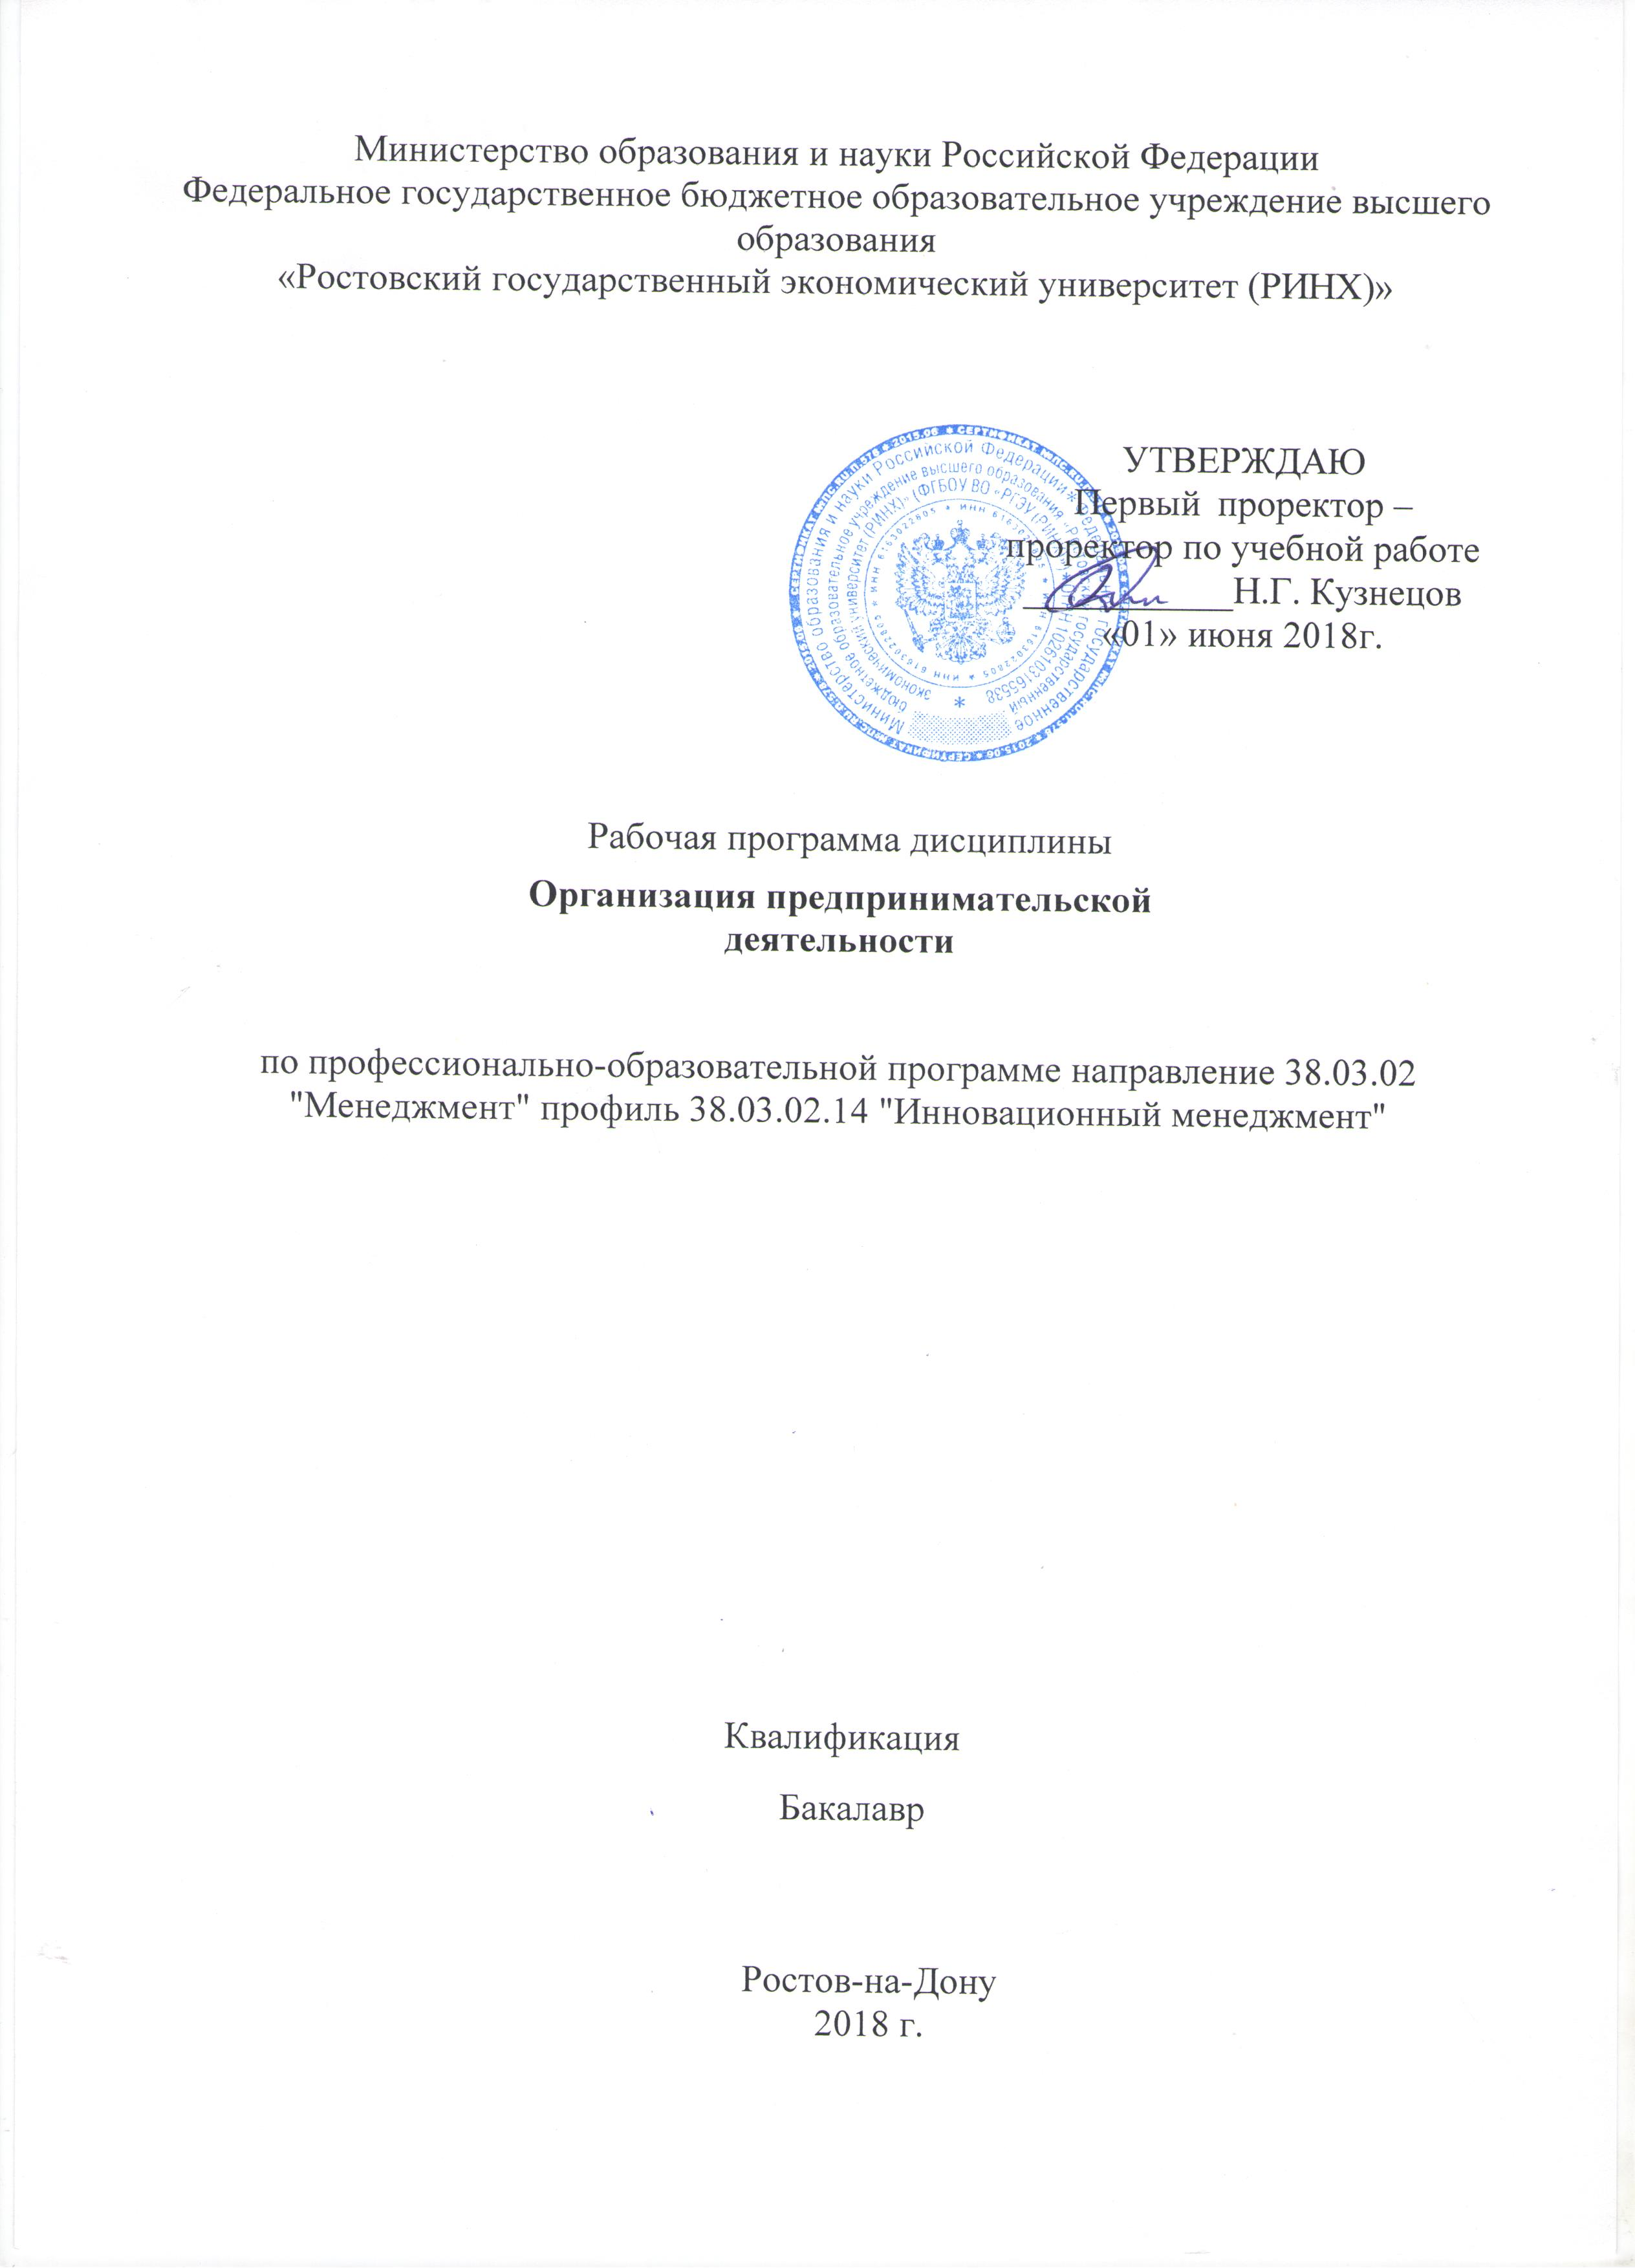 Министерство образования и науки Российской Федерации
Федеральное государственное бюджетное образовательное учреждение высшего
образования
«Ростовский государственный экономический университет (РИНХ)»
УТВЕРЖДАЮ
Первый проректор –
проректор по учебной работе
____________Н.Г. Кузнецов
«01» июня 2018г.
Рабочая программа дисциплины
Организация предпринимательской
деятельности
по профессионально-образовательной программе направление 38.03.02
"Менеджмент" профиль 38.03.02.14 "Инновационный менеджмент"
Квалификация
Бакалавр
Ростов-на-Дону
2018 г.